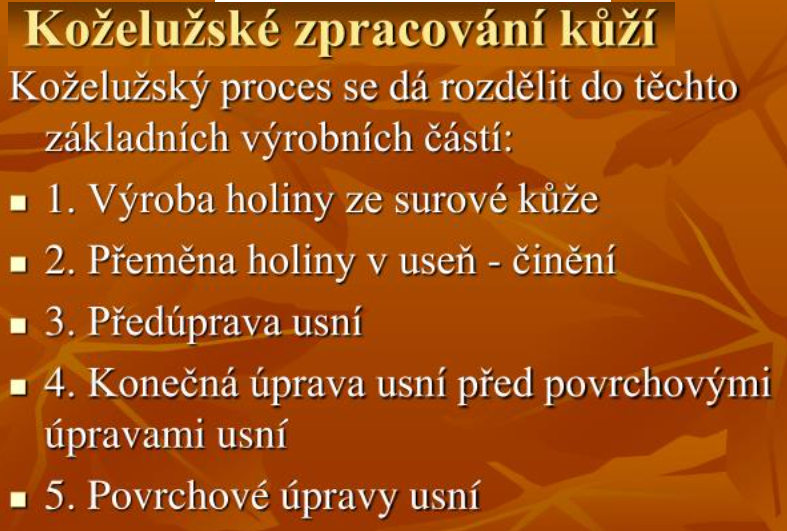 Koželužské zpracování kůží
Koželužský proces se dá rozdělit do těchto
základních výrobních částí:
1. Výroba holiny ze surové kůže
2. Přeměna holiny v useň - činění
3. Předúprava usní
4. Konečná úprava usní před povrchovými
úpravami usní
5. Povrchové úpravy usní